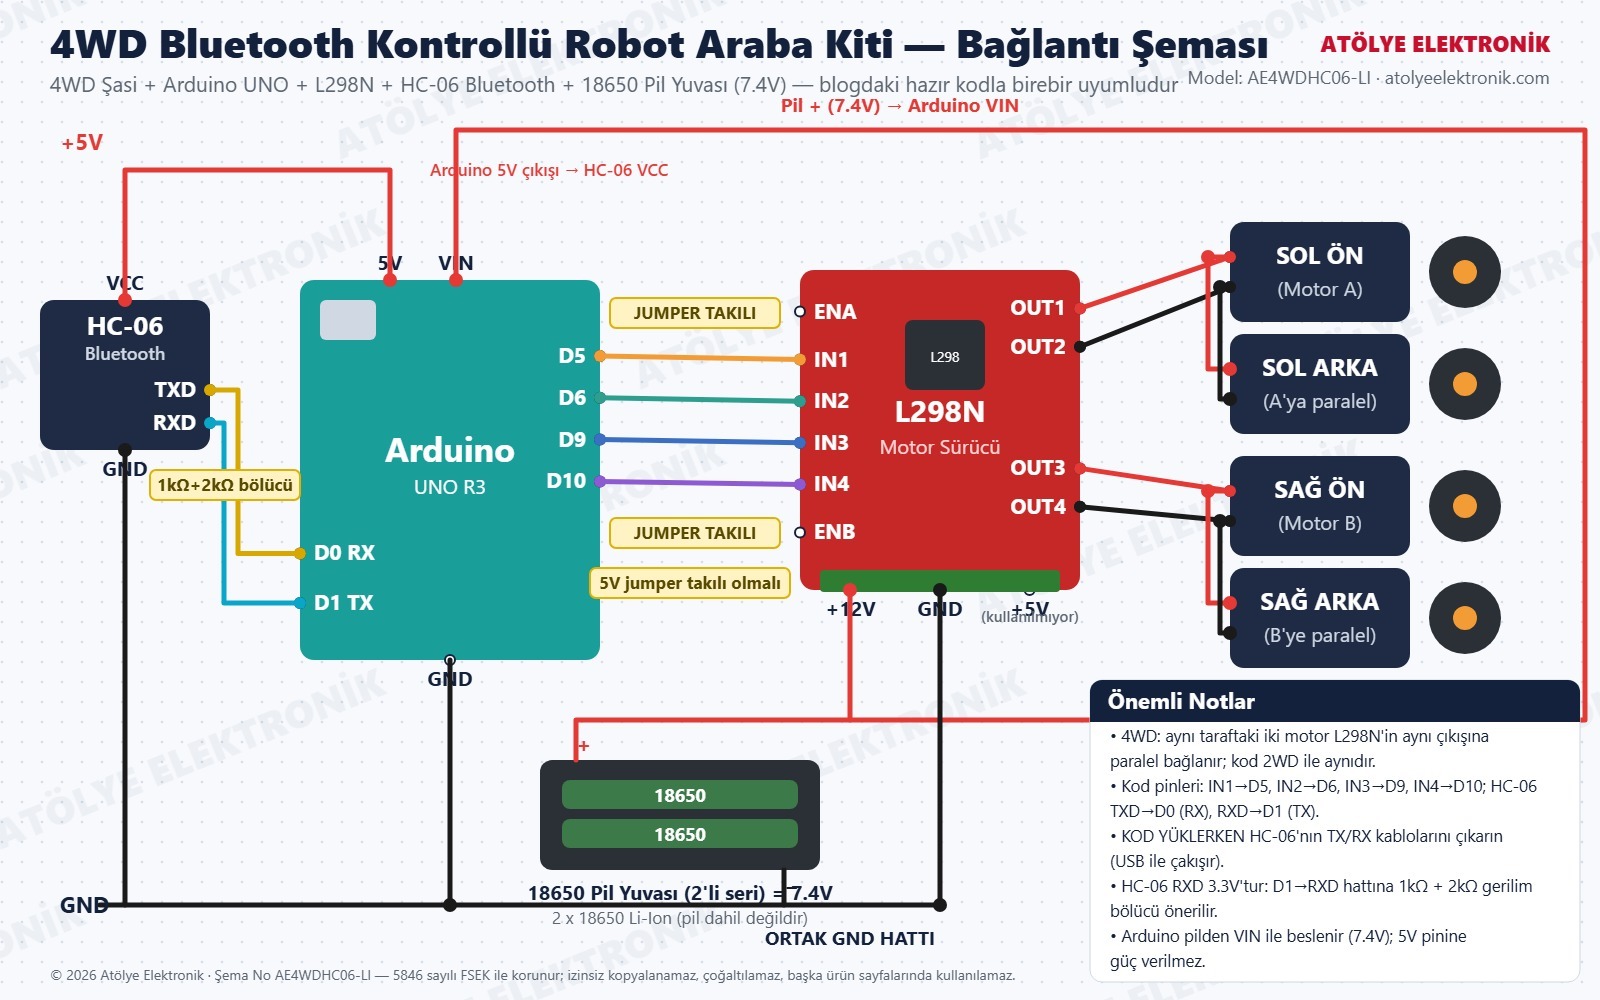 4WD Bluetooth Kontrollü Robot Araba Kiti — Bağlantı Şeması
ATÖLYE ELEKTRONİK
4WD Şasi + Arduino UNO + L298N + HC-06 Bluetooth + 18650 Pil Yuvası (7.4V) — blogdaki hazır kodla birebir uyumludur
Model: AE4WDHC06-LI · atolyeelektronik.com
Pil + (7.4V) → Arduino VIN
+5V
Arduino 5V çıkışı → HC-06 VCC
VCC
5V
VIN
HC-06
Bluetooth
TXD
RXD
GND
1kΩ+2kΩ bölücü
Arduino
UNO R3
D5
D6
D9
D10
D0 RX
D1 TX
GND
JUMPER TAKILI
JUMPER TAKILI
5V jumper takılı olmalı
ENA
IN1
IN2
IN3
IN4
ENB
L298
L298N
Motor Sürücü
OUT1
OUT2
OUT3
OUT4
+12V
GND
+5V
(kullanılmıyor)
SOL ÖN
(Motor A)
SOL ARKA
(A'ya paralel)
SAĞ ÖN
(Motor B)
SAĞ ARKA
(B'ye paralel)
+
18650
18650
18650 Pil Yuvası (2'li seri) = 7.4V
2 x 18650 Li-Ion (pil dahil değildir)
GND
ORTAK GND HATTI
Önemli Notlar
• 4WD: aynı taraftaki iki motor L298N'in aynı çıkışına
paralel bağlanır; kod 2WD ile aynıdır.
• Kod pinleri: IN1→D5, IN2→D6, IN3→D9, IN4→D10; HC-06
TXD→D0 (RX), RXD→D1 (TX).
• KOD YÜKLERKEN HC-06'nın TX/RX kablolarını çıkarın
(USB ile çakışır).
• HC-06 RXD 3.3V'tur: D1→RXD hattına 1kΩ + 2kΩ gerilim
bölücü önerilir.
• Arduino pilden VIN ile beslenir (7.4V); 5V pinine
güç verilmez.
© 2026 Atölye Elektronik · Şema No AE4WDHC06-LI — 5846 sayılı FSEK ile korunur; izinsiz kopyalanamaz, çoğaltılamaz, başka ürün sayfalarında kullanılamaz.